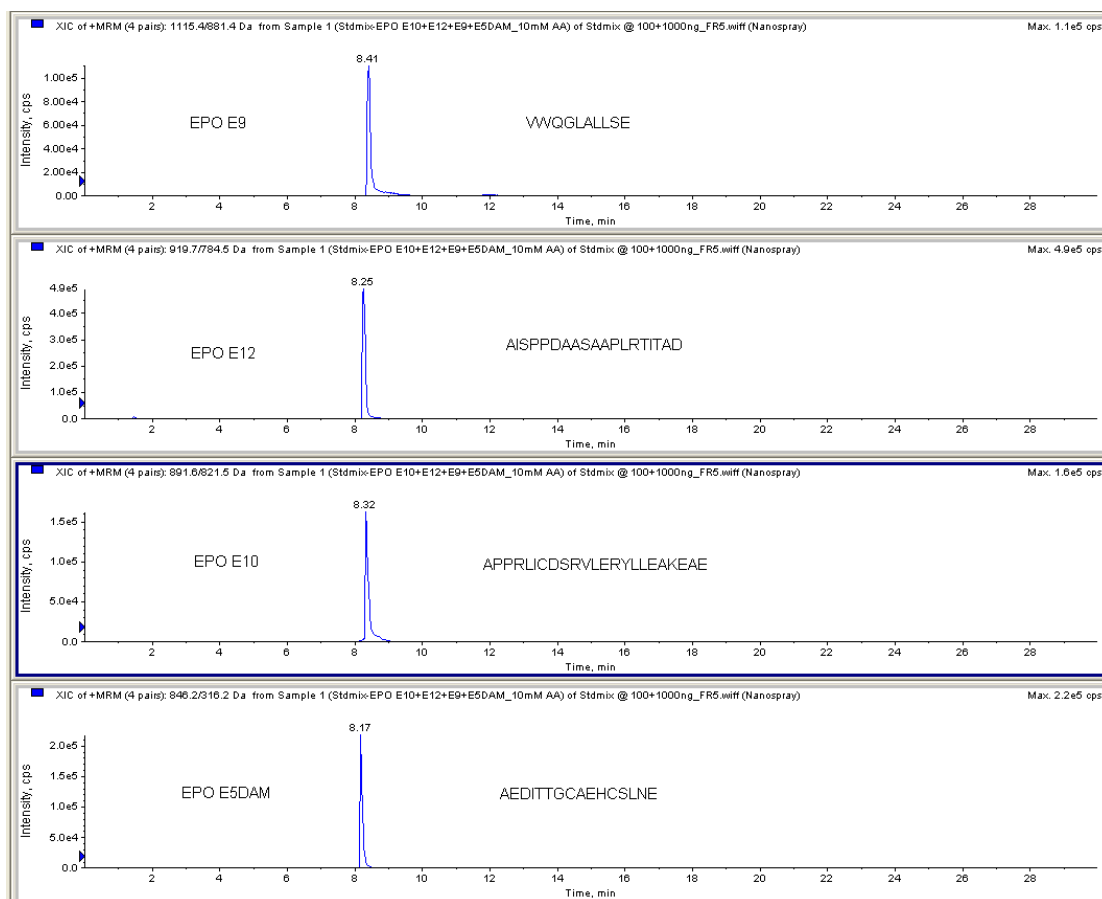 XIC of +MRM (4 pairs): 1115.4/881.4 Da from Sample 1 (Stdmix-EPO E10+E12+E9+E5DAM_10mM AA) of Stdmix @ 100+1000ng_FR5.wiff (Nanospray) Max. 1.1e5 cps
8.41
1.00e5
8.00e4
6.00e4
4.00e4
2.00e4
0.00
Intensity, cps
EPO E9 VWQGLALLSE
2 4 6 8 10 12 14 16 18 20 22 24 26 28
Time, min
XIC of +MRM (4 pairs): 919.7/784.5 Da from Sample 1 (Stdmix-EPO E10+E12+E9+E5DAM_10mM AA) of Stdmix @ 100+1000ng_FR5.wiff (Nanospray) Max. 4.9e5 cps
8.25
4.9e5
4.0e5
3.0e5
2.0e5
1.0e5
0.0
Intensity, cps
EPO E12 AISPPDAASAAPLRTITAD
2 4 6 8 10 12 14 16 18 20 22 24 26 28
Time, min
XIC of +MRM (4 pairs): 891.6/821.5 Da from Sample 1 (Stdmix-EPO E10+E12+E9+E5DAM_10mM AA) of Stdmix @ 100+1000ng_FR5.wiff (Nanospray) Max. 1.6e5 cps
8.32
1.5e5
1.0e5
5.0e4
0.0
Intensity, cps
EPO E10 APPRLICDSRVLERYLLEAKEAE
2 4 6 8 10 12 14 16 18 20 22 24 26 28
Time, min
XIC of +MRM (4 pairs): 846.2/316.2 Da from Sample 1 (Stdmix-EPO E10+E12+E9+E5DAM_10mM AA) of Stdmix @ 100+1000ng_FR5.wiff (Nanospray) Max. 2.2e5 cps
8.17
2.0e5
1.5e5
1.0e5
5.0e4
0.0
Intensity, cps
EPO E5DAM AEDITTGCAEHCSLNE
2 4 6 8 10 12 14 16 18 20 22 24 26 28
Time, min